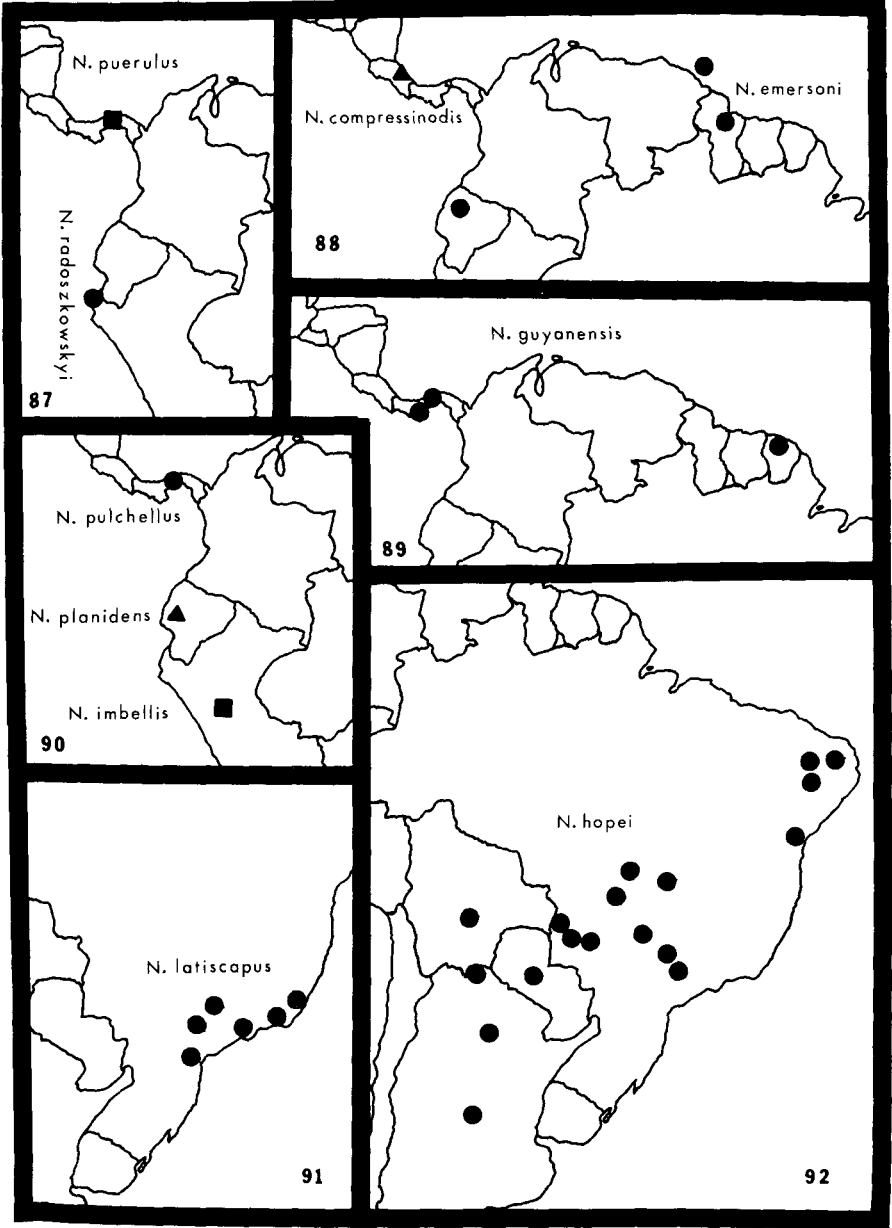 N. puerulus
N. radoszkowskyi
87
N. compressinodis
N. emersoni
88
N. guyanensis
89
N. pulchellus
N. planidens
N. imbellis
90
N. latiscapus
91
N. hopei
92